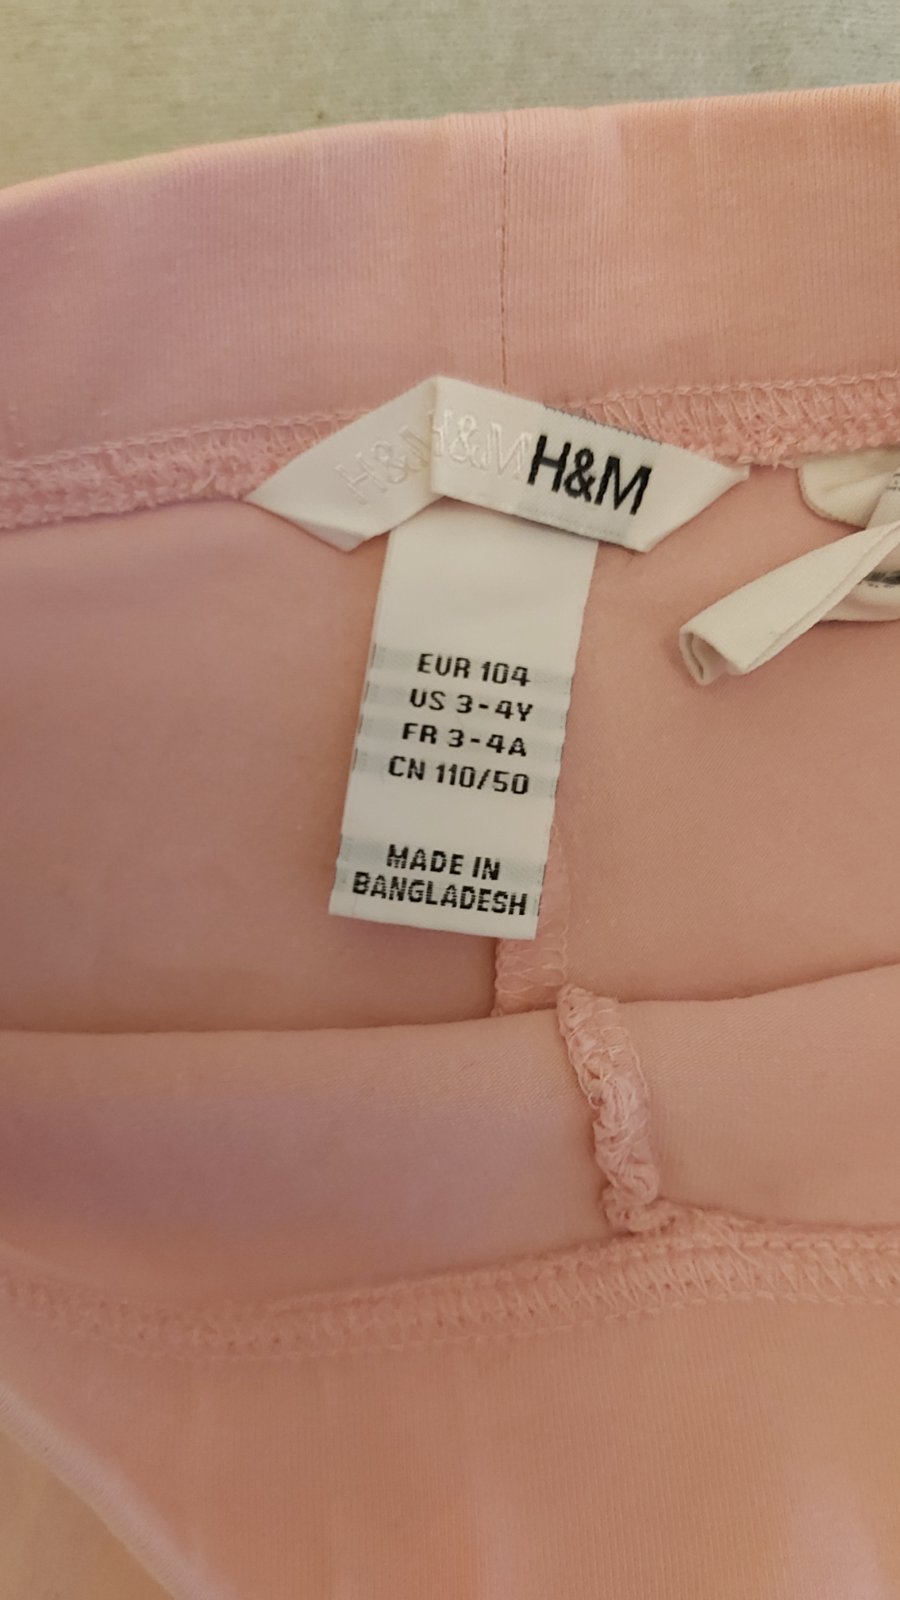 H&M H&M H&M
EUR 104
US 3-4Y
FR 3-4A
CN 110/50
MADE IN
BANGLADESH